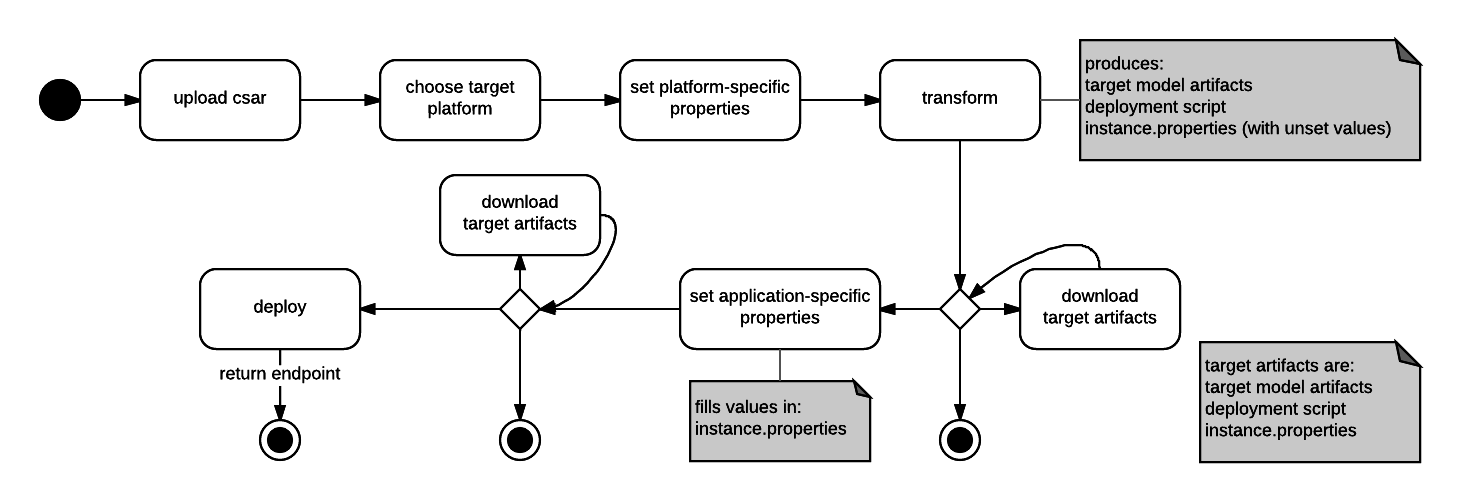 upload csar
choose target
platform
set platform-specific
properties
transform
produces:
target model artifacts
deployment script
instance.properties (with unset values)
download
target artifacts
deploy
set application-specific
properties
download
target artifacts
return endpoint
fills values in:
instance.properties
target artifacts are:
target model artifacts
deployment script
instance.properties